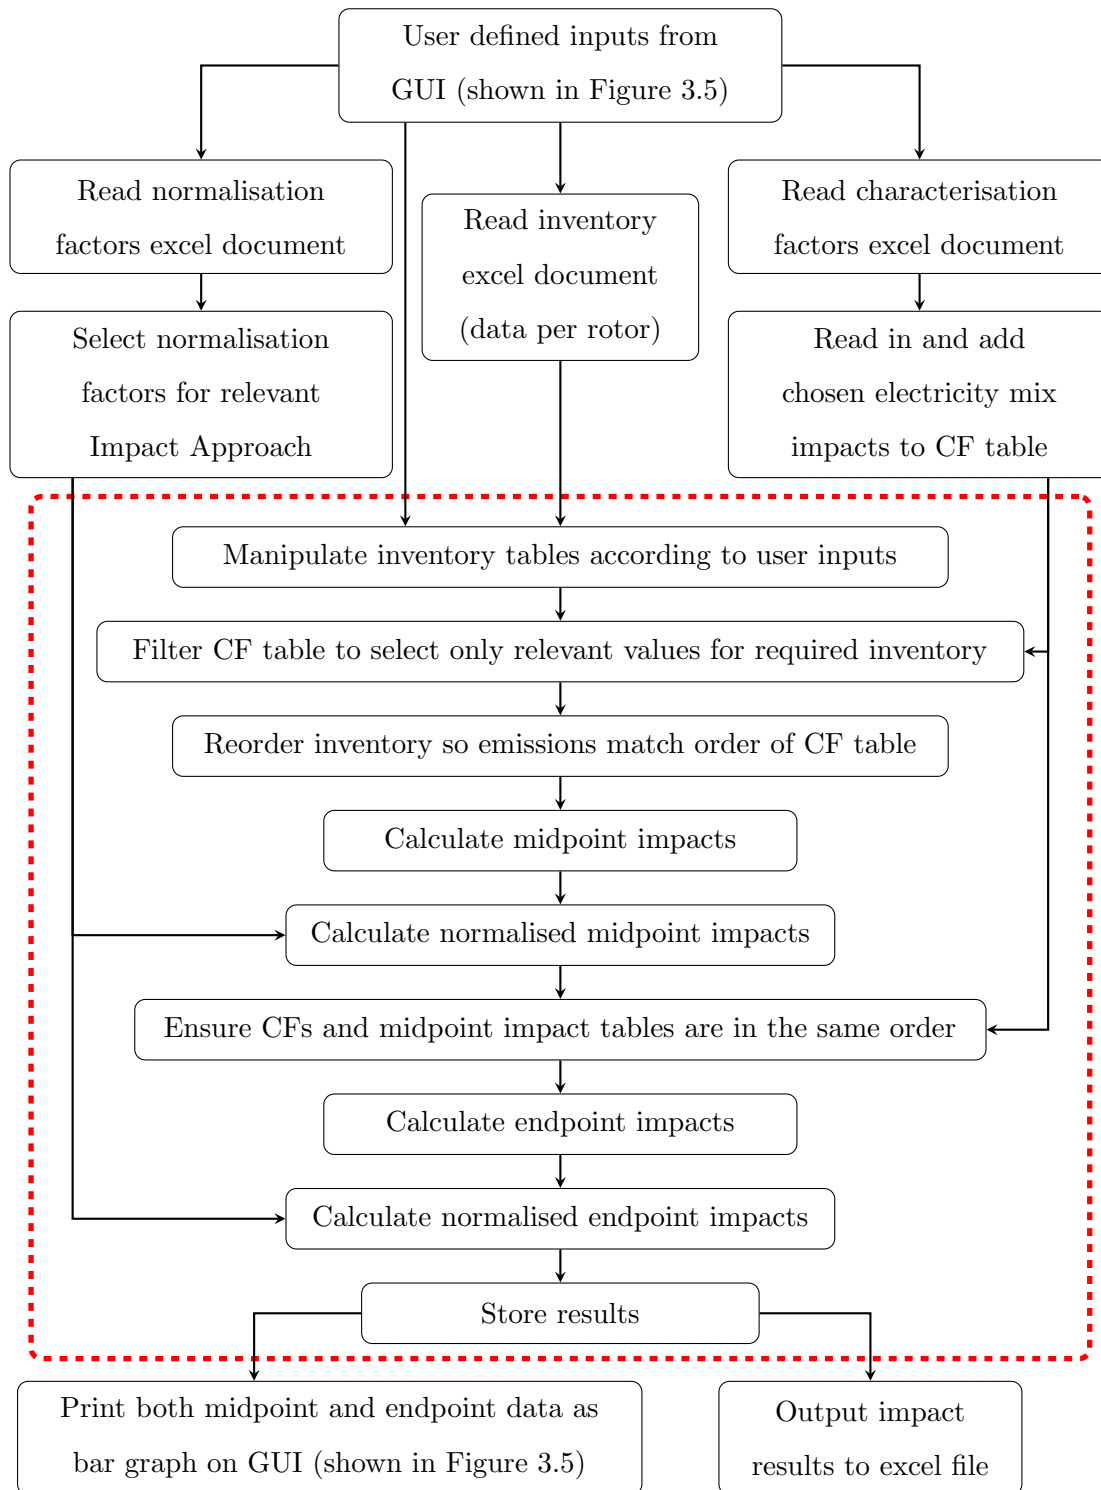 User defined inputs from
GUI (shown in Figure 3.5)
Read normalisation
factors excel document
Read inventory
excel document
(data per rotor)
Read characterisation
factors excel document
Select normalisation
factors for relevant
Impact Approach
Read in and add
chosen electricity mix
impacts to CF table
Manipulate inventory tables according to user inputs
Filter CF table to select only relevant values for required inventory
Reorder inventory so emissions match order of CF table
Calculate midpoint impacts
Calculate normalised midpoint impacts
Ensure CFs and midpoint impact tables are in the same order
Calculate endpoint impacts
Calculate normalised endpoint impacts
Store results
Print both midpoint and endpoint data as
bar graph on GUI (shown in Figure 3.5)
Output impact
results to excel file